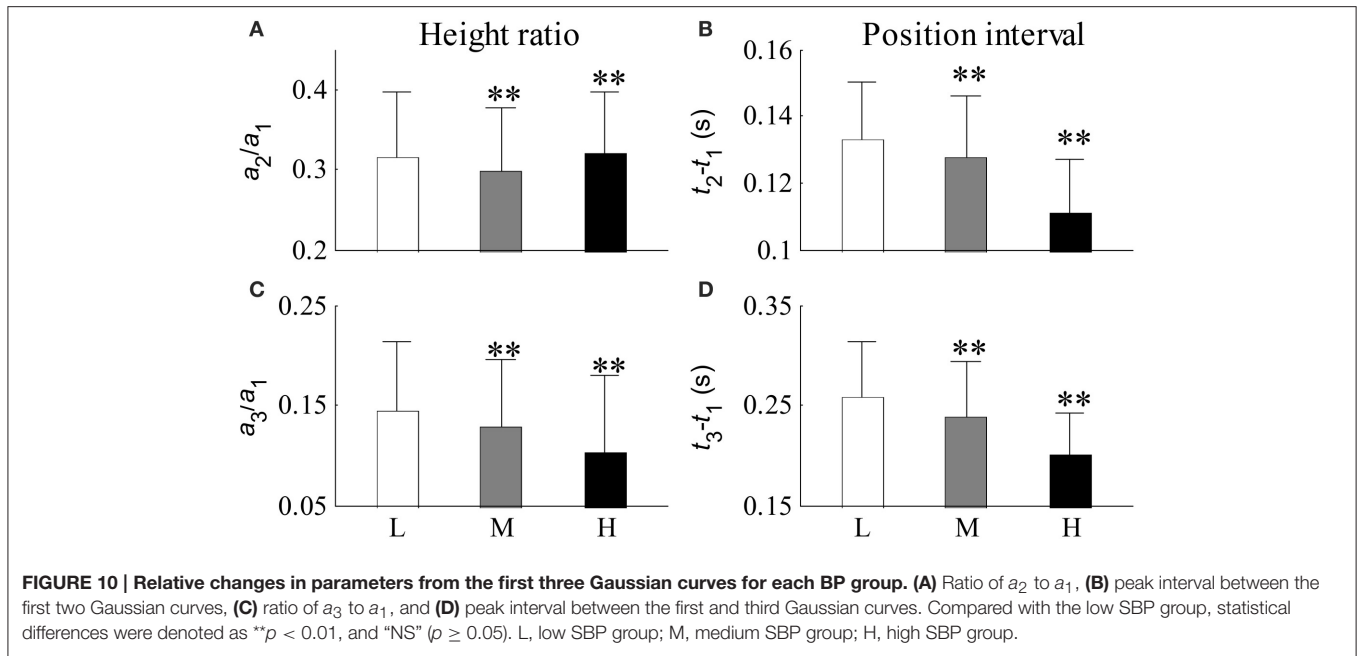 A
Height ratio
B
Position interval
0.4
0.3
0.2
a2/a1
** **
0.16
0.14
0.12
0.1
t2-t1 (s)
**
**
C
0.25
0.15
0.05
a3/a1
**
**
L M H
D
0.35
0.25
0.15
t3-t1 (s)
**
**
L M H
FIGURE 10 | Relative changes in parameters from the first three Gaussian curves for each BP group. (A) Ratio of a2 to a1, (B) peak interval between the
first two Gaussian curves, (C) ratio of a3 to a1, and (D) peak interval between the first and third Gaussian curves. Compared with the low SBP group, statistical
differences were denoted as **p < 0.01, and “NS” (p ≥ 0.05). L, low SBP group; M, medium SBP group; H, high SBP group.